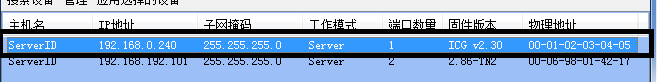 搜索设备 管理 应用选择的设备
主机名 IP地址 子网掩码 工作模式 端口数量 固件版本 物理地址
ServerID 192.168.0.240 255.255.255.0 Server 1 ICG v2.30 00-01-02-03-04-05
ServerID 192.168.192.101 255.255.255.0 Server 2 2.86-TN2 00-06-98-01-42-17